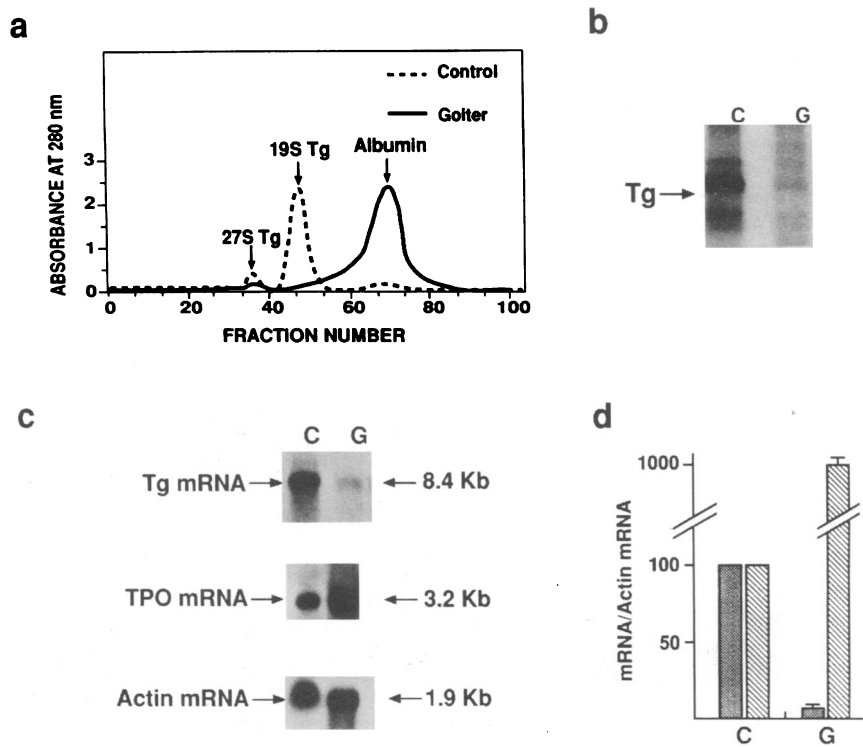 a
Control
Goiter
ABSORBANCE AT 280 nm
3
2
1
0
27S Tg
19S Tg
Albumin
0 20 40 60 80 100
FRACTION NUMBER
b
C G
Tg
c
C G
Tg mRNA 8.4 Kb
TPO mRNA 3.2 Kb
Actin mRNA 1.9 Kb
d
mRNA/Actin mRNA
1000
100
50
C G